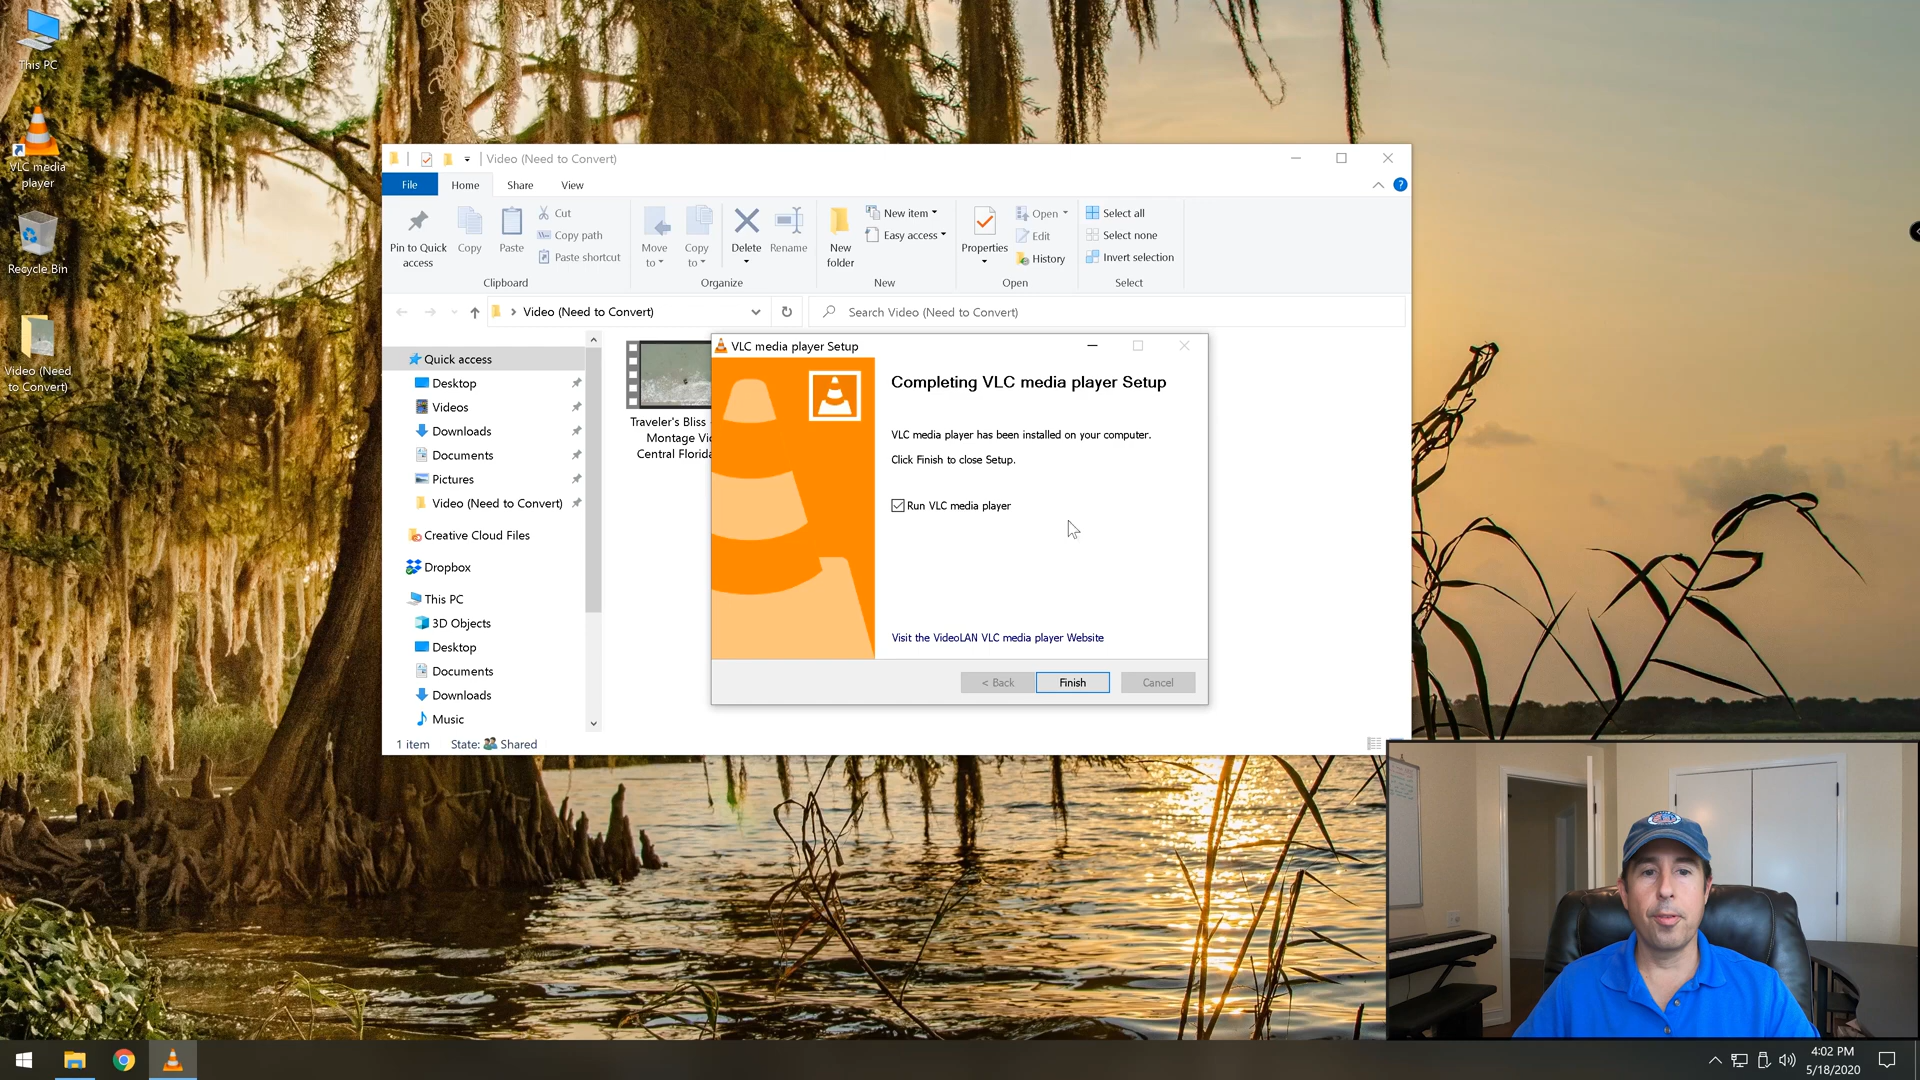 This PC
VLC media
player
Recycle Bin
Video (Need
to Convert)
Video (Need to Convert)
File
Home
Share
View
Pin to Quick
access
Copy
Paste
Cut
Copy path
Paste shortcut
Clipboard
Move
to
Copy
to
Delete
Rename
Organize
New
folder
New item
Easy access
New
Properties
Open
Edit
History
Open
Select all
Select none
Invert selection
Select
Video (Need to Convert)
Search Video (Need to Convert)
Quick access
Desktop
Videos
Downloads
Documents
Pictures
Video (Need to Convert)
Creative Cloud Files
Dropbox
This PC
3D Objects
Desktop
Documents
Downloads
Music
Traveler's Bliss
Montage
Central Florida
VLC media player Setup
Completing VLC media player Setup
VLC media player has been installed on your computer.
Click Finish to close Setup.
Run VLC media player
Visit the VideoLAN VLC media player Website
< Back
Finish
Cancel
1 item
State:
Shared
4:02 PM
5/18/2020